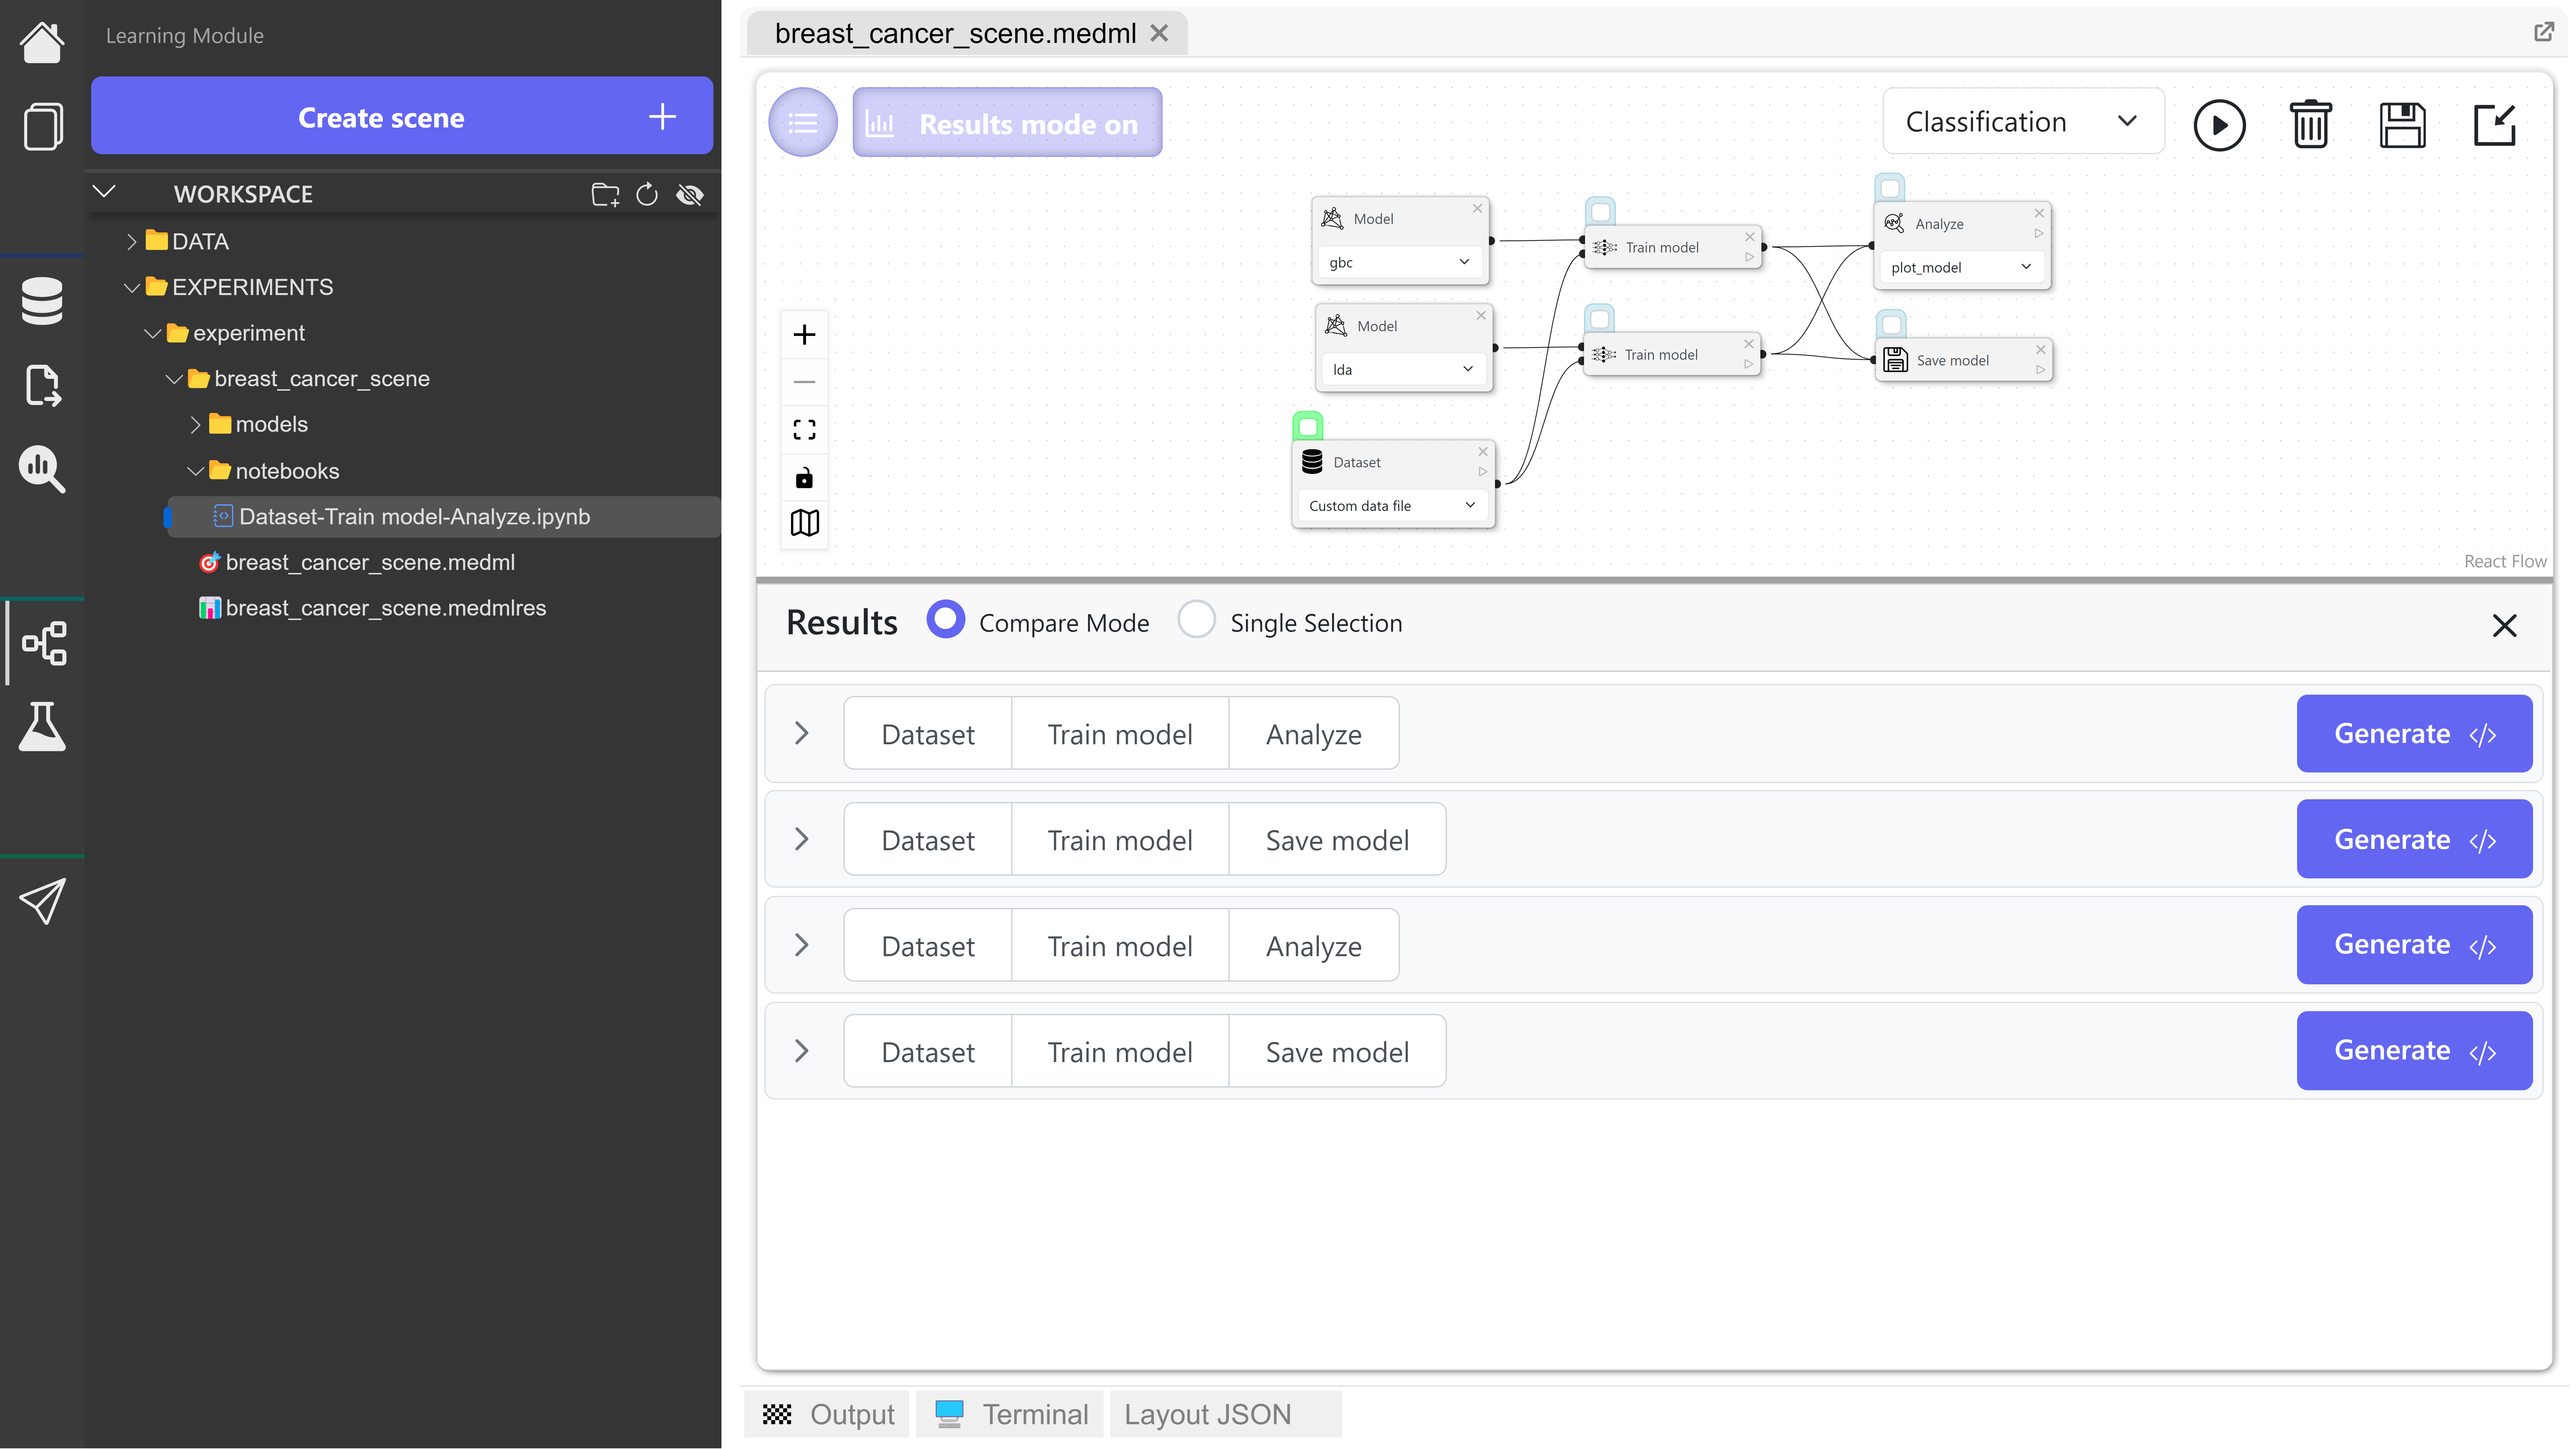 Learning Module
Create scene
WORKSPACE
DATA
EXPERIMENTS
experiment
breast_cancer_scene
models
notebooks
Dataset-Train model-Analyze.ipynb
breast_cancer_scene.medml
breast_cancer_scene.medmlres
breast_cancer_scene.medml
Results mode on
Classification
Model
gbc
Train model
Analyze
plot_model
Model
lda
Train model
Save model
Dataset
Custom data file
React Flow
Results Compare Mode Single Selection
Dataset Train model Analyze Generate </>
Dataset Train model Save model Generate </>
Dataset Train model Analyze Generate </>
Dataset Train model Save model Generate </>
Output Terminal Layout JSON